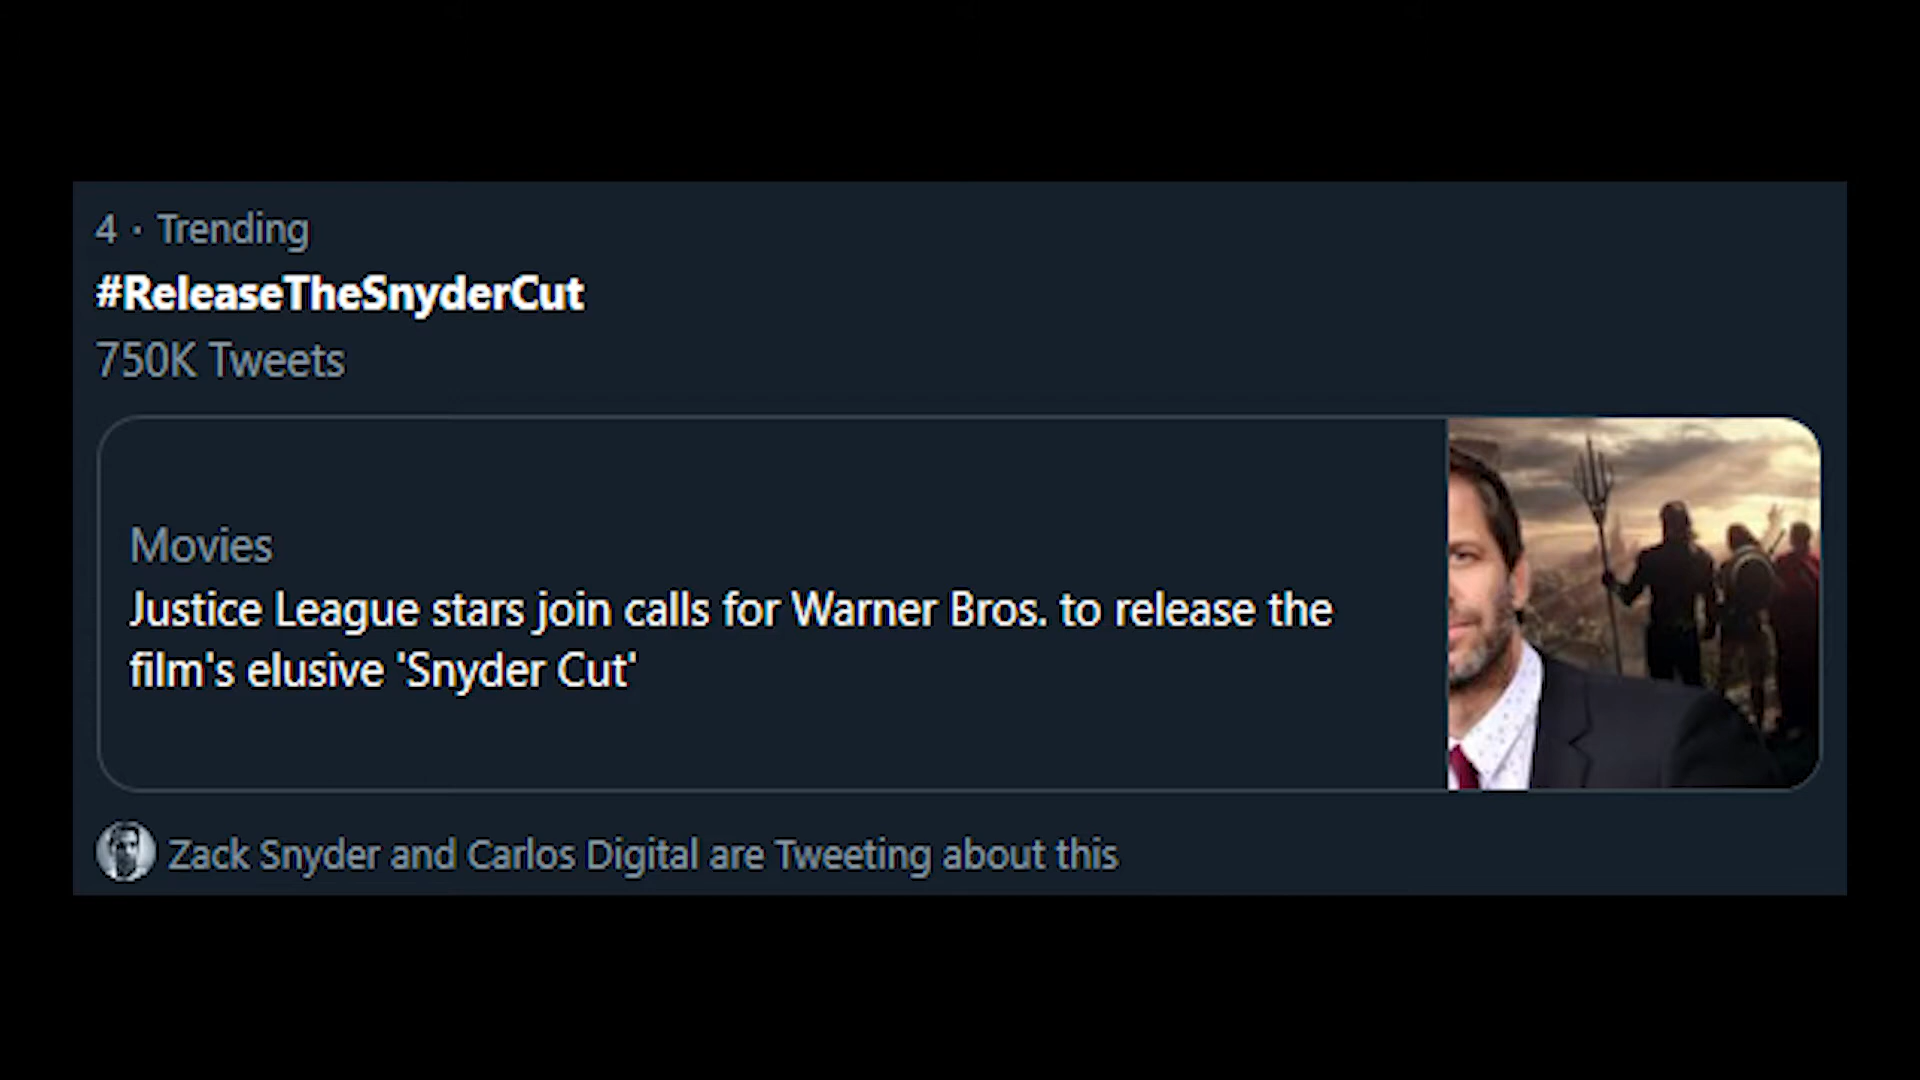 4 · Trending
#ReleaseTheSnyderCut
750K Tweets
Movies
Justice League stars join calls for Warner Bros. to release the
film's elusive 'Snyder Cut'
Zack Snyder and Carlos Digital are Tweeting about this